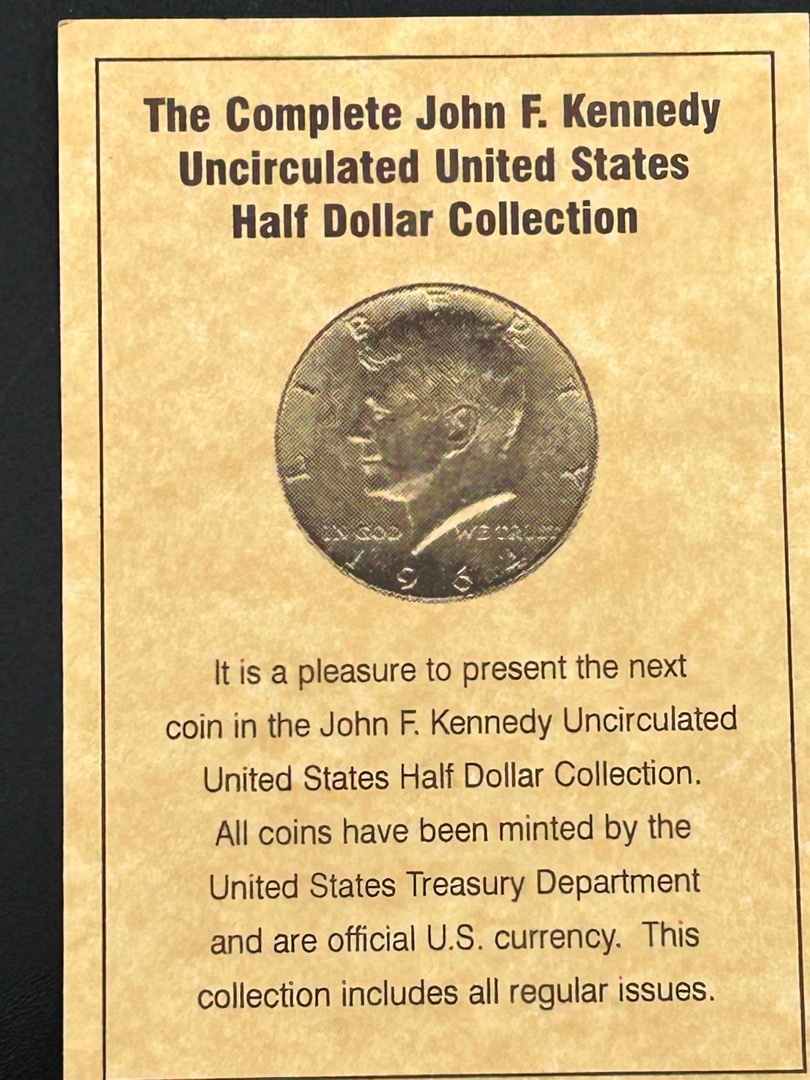 The Complete John F. Kennedy
Uncirculated United States
Half Dollar Collection
LIBERTY
IN GOD WE TRUST
1964
It is a pleasure to present the next
coin in the John F. Kennedy Uncirculated
United States Half Dollar Collection.
All coins have been minted by the
United States Treasury Department
and are official U.S. currency. This
collection includes all regular issues.